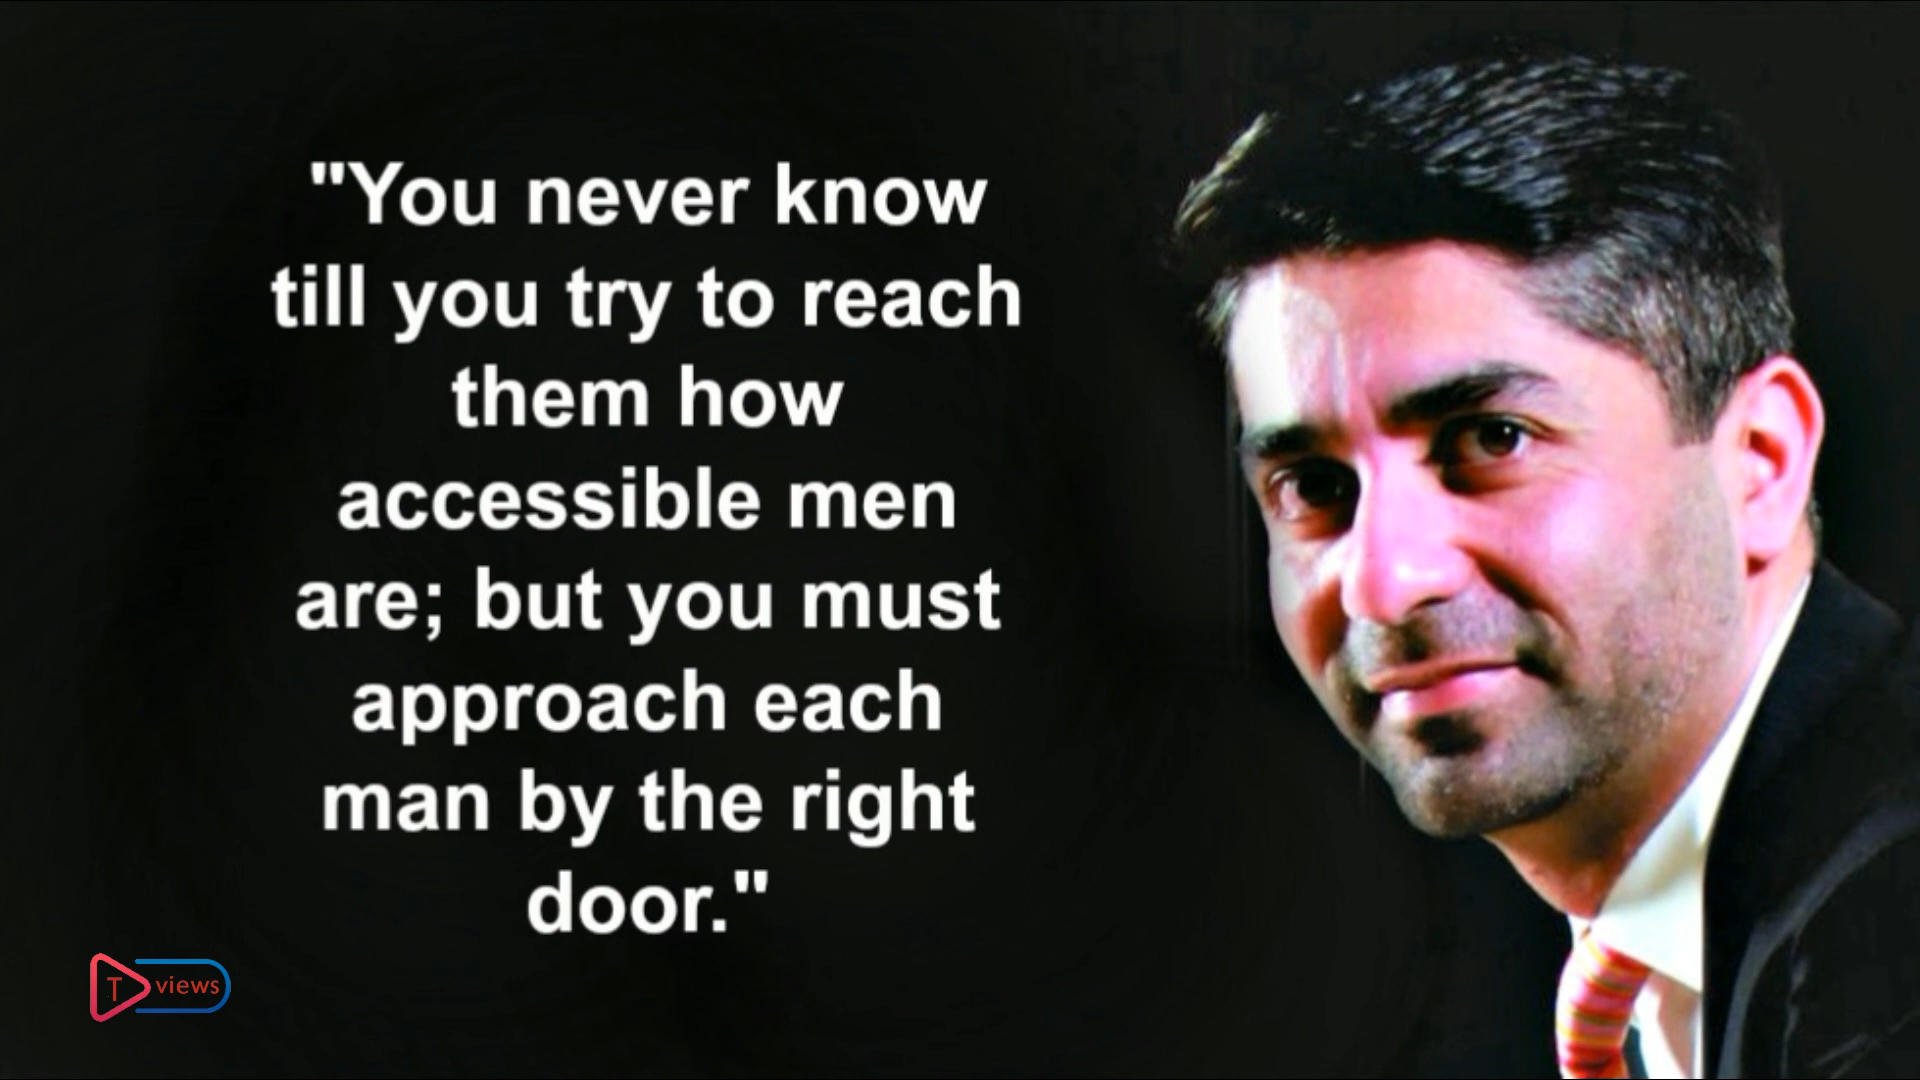 "You never know
till you try to reach
them how
accessible men
are; but you must
approach each
man by the right
door."
T views